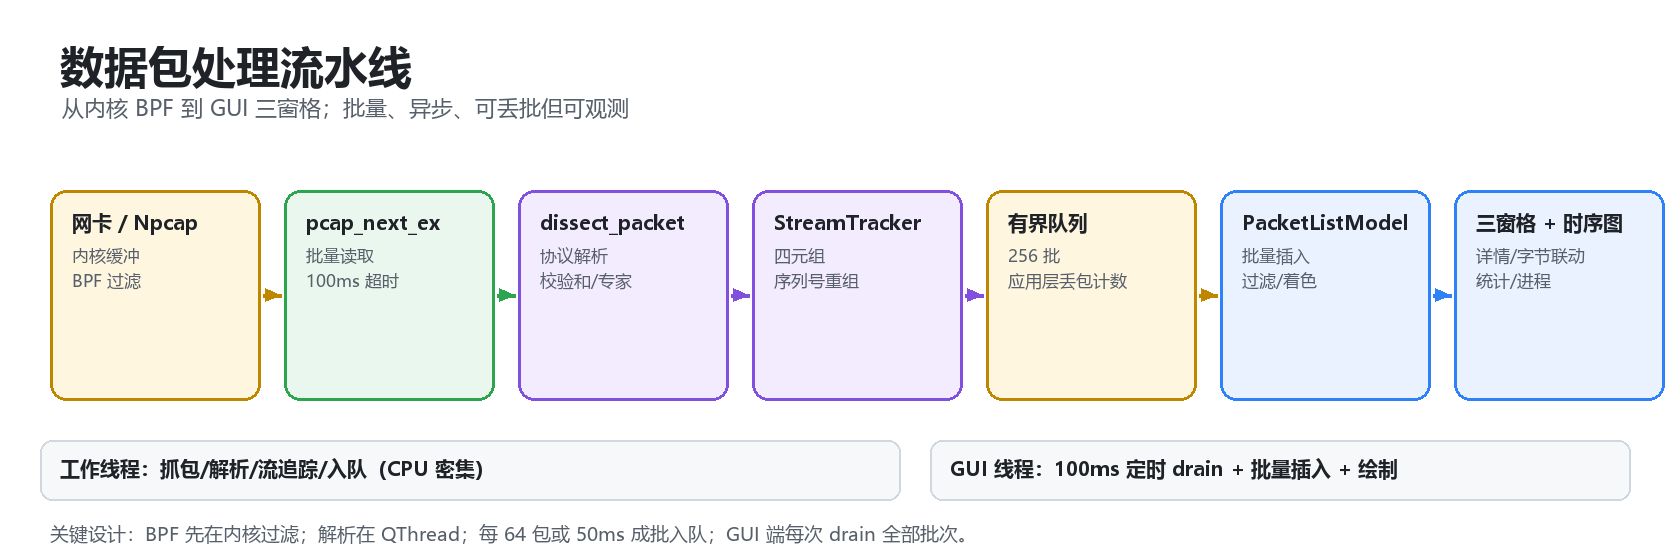 数据包处理流水线
从内核 BPF 到 GUI 三窗格；批量、异步、可丢批但可观测
网卡 / Npcap
内核缓冲
BPF 过滤
pcap_next_ex
批量读取
100ms 超时
dissect_packet
协议解析
校验和/专家
StreamTracker
四元组
序列号重组
有界队列
256 批
应用层丢包计数
PacketListModel
批量插入
过滤/着色
三窗格 + 时序图
详情/字节联动
统计/进程
工作线程：抓包/解析/流追踪/入队（CPU 密集）
GUI 线程：100ms 定时 drain + 批量插入 + 绘制
关键设计：BPF 先在内核过滤；解析在 QThread；每 64 包或 50ms 成批入队；GUI 端每次 drain 全部批次。